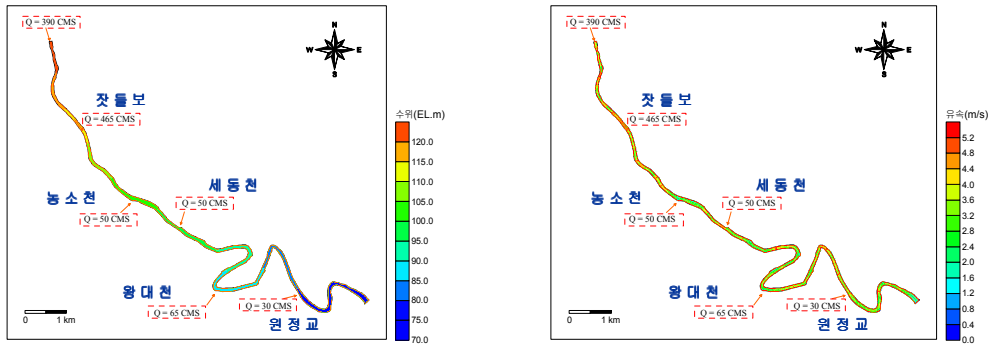 Q = 390 CMS
N
W E
S
잣 들 보
Q = 465 CMS
수위(EL.m)
120.0
115.0
110.0
105.0
100.0
95.0
90.0
85.0
80.0
75.0
70.0
농 소 천
세 동 천
Q = 50 CMS
Q = 50 CMS
왕 대 천
Q = 65 CMS
Q = 30 CMS
원 정 교
0 1 km
Q = 390 CMS
N
W E
S
잣 들 보
Q = 465 CMS
유속(m/s)
5.2
4.8
4.4
4.0
3.6
3.2
2.8
2.4
2.0
1.6
1.2
0.8
0.4
0.0
농 소 천
세 동 천
Q = 50 CMS
Q = 50 CMS
왕 대 천
Q = 65 CMS
Q = 30 CMS
원 정 교
0 1 km